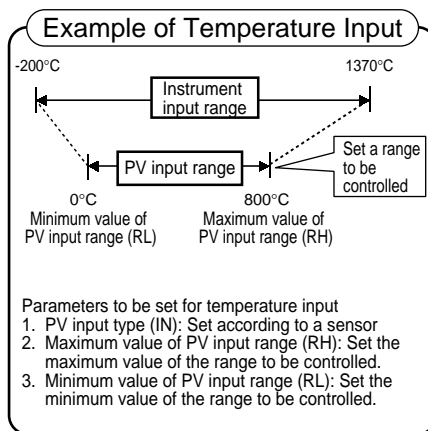 Example of Temperature Input
-200°C
1370°C
Instrument
input range
PV input range
Set a range
to be
controlled
0°C
800°C
Minimum value of
PV input range (RL)
Maximum value of
PV input range (RH)
Parameters to be set for temperature input
1. PV input type (IN): Set according to a sensor
2. Maximum value of PV input range (RH): Set the
maximum value of the range to be controlled.
3. Minimum value of PV input range (RL): Set the
minimum value of the range to be controlled.